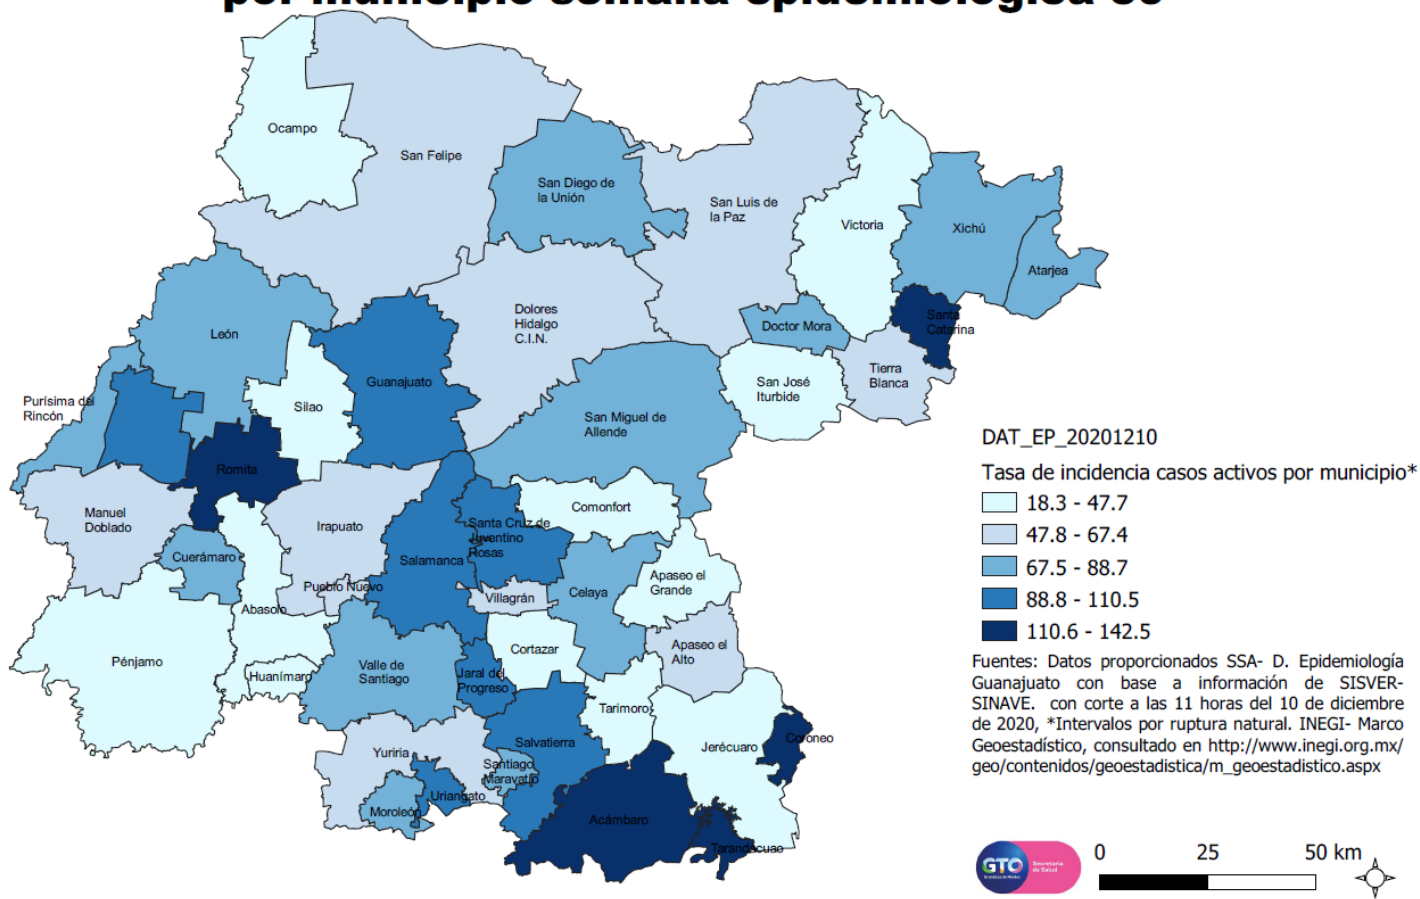 por municipio semana epidemiológica
Ocampo
San Felipe
San Diego de
la Unión
San Luis de
la Paz
Victoria
Xichú
Atarjea
León
Dolores
Hidalgo
C.I.N.
Doctor Mora
Santa
Catarina
Guanajuato
Tierra
Blanca
San José
Iturbide
Purísima del
Rincón
Silao
San Miguel de
Allende
Romita
Manuel
Doblado
Irapuato
Comonfort
Santa Cruz de
Juventino
Rosas
Cuerámaro
Salamanca
Pueblo Nuevo
Villagrán
Celaya
Apaseo el
Grande
Abasolo
Pénjamo
Huanímaro
Valle de
Santiago
Cortazar
Apaseo el
Alto
Jaral del
Progreso
Tarimoro
Yuriria
Salvatierra
Jerécuaro
Coroneo
Santiago
Maravatío
Uriangato
Moroleón
Acámbaro
Tarandacuao
DAT_EP_20201210
Tasa de incidencia casos activos por municipio*
18.3 - 47.7
47.8 - 67.4
67.5 - 88.7
88.8 - 110.5
110.6 - 142.5
Fuentes: Datos proporcionados SSA- D. Epidemiología
Guanajuato con base a información de SISVER-
SINAVE. con corte a las 11 horas del 10 de diciembre
de 2020, *Intervalos por ruptura natural. INEGI- Marco
Geoestadístico, consultado en http://www.inegi.org.mx/
geo/contenidos/geoestadistica/m_geoestadistico.aspx
GTO
Secretaría
de Salud
0 25 50 km